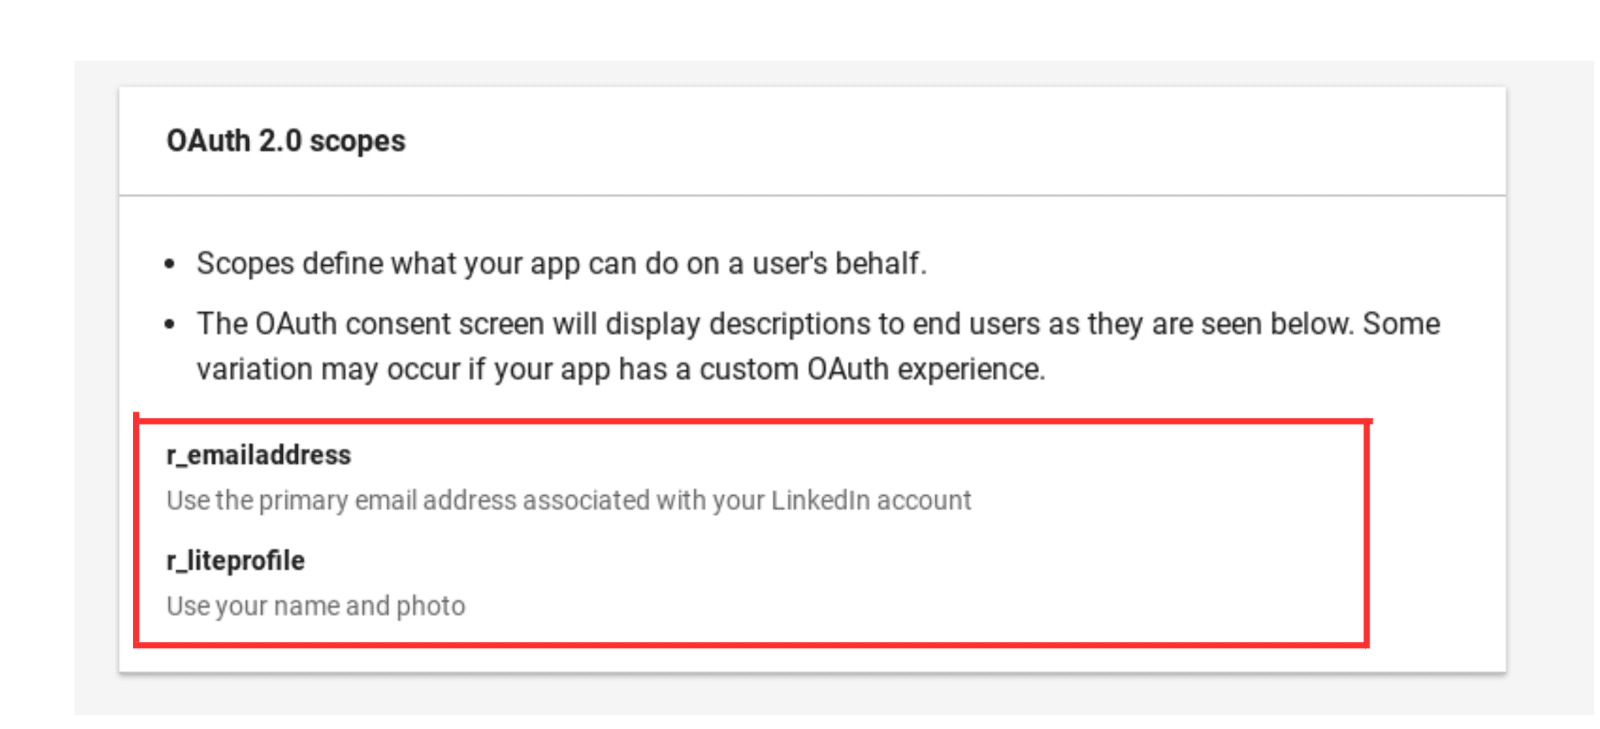 OAuth 2.0 scopes
• Scopes define what your app can do on a user's behalf.
• The OAuth consent screen will display descriptions to end users as they are seen below. Some
variation may occur if your app has a custom OAuth experience.
r_emailaddress
Use the primary email address associated with your LinkedIn account
r_liteprofile
Use your name and photo